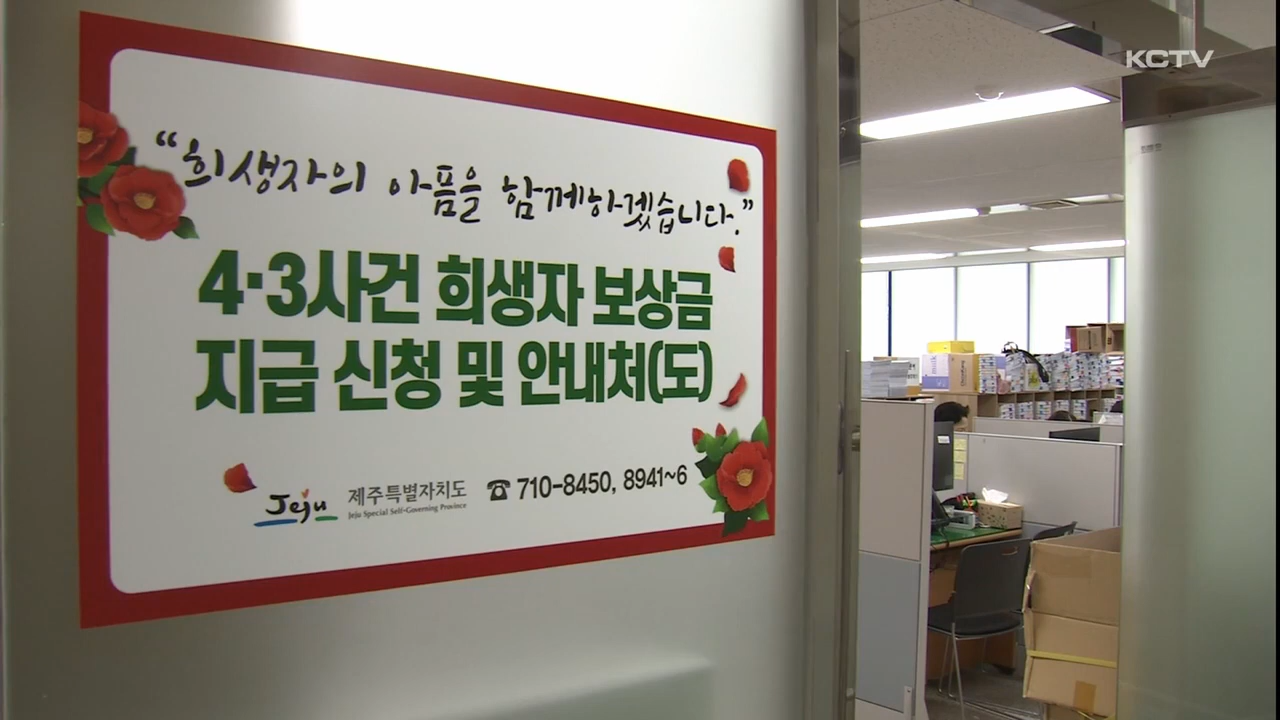 KCTV
“희생자의 아픔을 함께하겠습니다.”
4·3사건 희생자 보상금
지급 신청 및 안내처(도)
Jeju 제주특별자치도
Jeju Special Self-Governing Province
☎ 710-8450, 8941~6